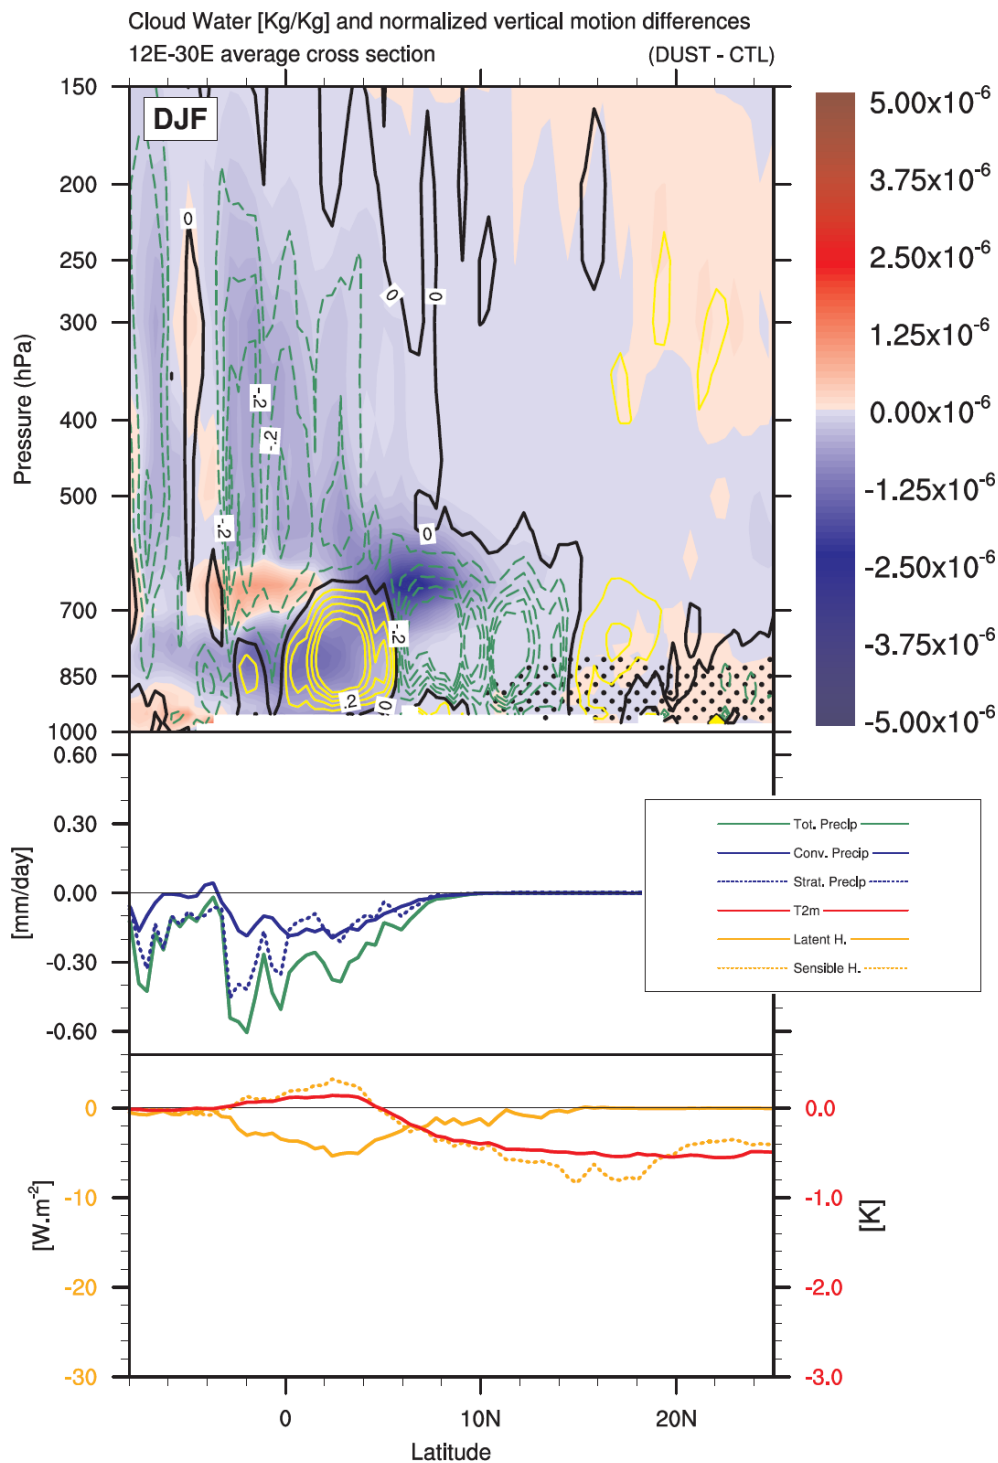 Cloud Water [Kg/Kg] and normalized vertical motion differences
12E-30E average cross section (DUST - CTL)
DJF
Pressure (hPa)
150
200
250
300
400
500
700
850
1000
0
0
0
0
-.2
-.2
-.2
-.2
.2
0
5.00x10-6
3.75x10-6
2.50x10-6
1.25x10-6
0.00x10-6
-1.25x10-6
-2.50x10-6
-3.75x10-6
-5.00x10-6
[mm/day]
0.60
0.30
0.00
-0.30
-0.60
Tot. Precip
Conv. Precip
Strat. Precip
T2m
Latent H.
Sensible H.
[W.m-2]
0
-10
-20
-30
0.0
-1.0
-2.0
-3.0
[K]
0 10N 20N
Latitude